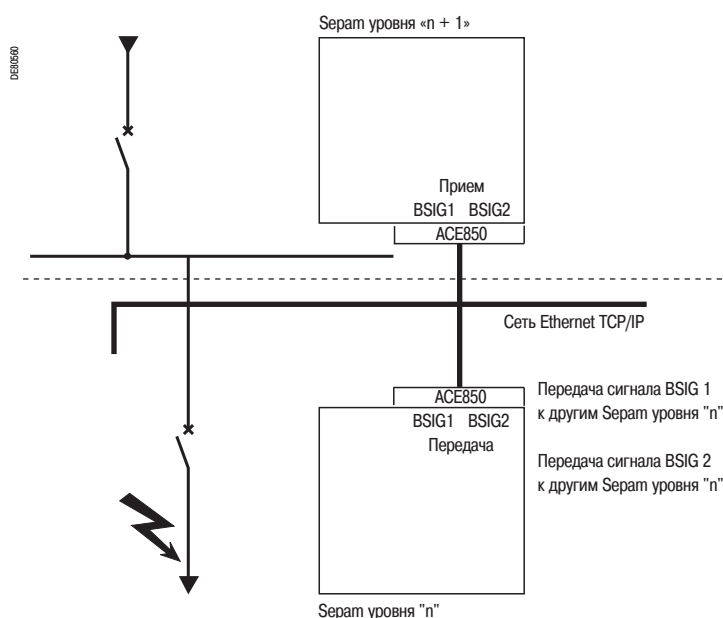 Sepam уровня «n + 1»
DE80560
Прием
BSIG1 BSIG2
ACE850
Сеть Ethernet TCP/IP
ACE850
BSIG1 BSIG2
Передача
Передача сигнала BSIG 1
к другим Sepam уровня "n"
Передача сигнала BSIG 2
к другим Sepam уровня "n"
Sepam уровня "n"